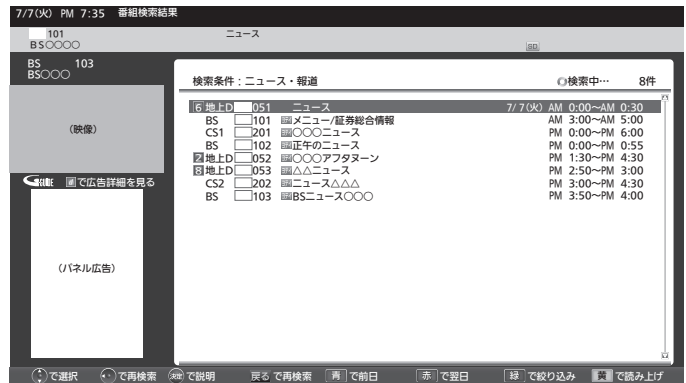 7/7(火) PM 7:35 番組検索結果
101 ニュース
BS○○○○ SD
BS 103
BS○○○
検索条件：ニュース・報道 検索中… 8件
6 地上D 051 ニュース 7/7(火) AM 0:00～AM 0:30
BS 101 メニュー/証券総合情報 AM 3:00～AM 5:00
CS1 201 ○○○ニュース PM 0:00～PM 6:00
BS 102 正午のニュース PM 0:00～PM 0:55
2 地上D 052 ○○○アフタヌーン PM 1:30～PM 4:30
8 地上D 053 △△ニュース PM 2:50～PM 3:00
CS2 202 ニュース△△△ PM 3:00～PM 4:30
BS 103 BSニュース○○○ PM 3:50～PM 4:00
(映像)
で広告詳細を見る
(パネル広告)
で選択 で再検索 決定 で説明 戻る で再検索 青 で前日 赤 で翌日 緑 で絞り込み 黄 で読み上げ